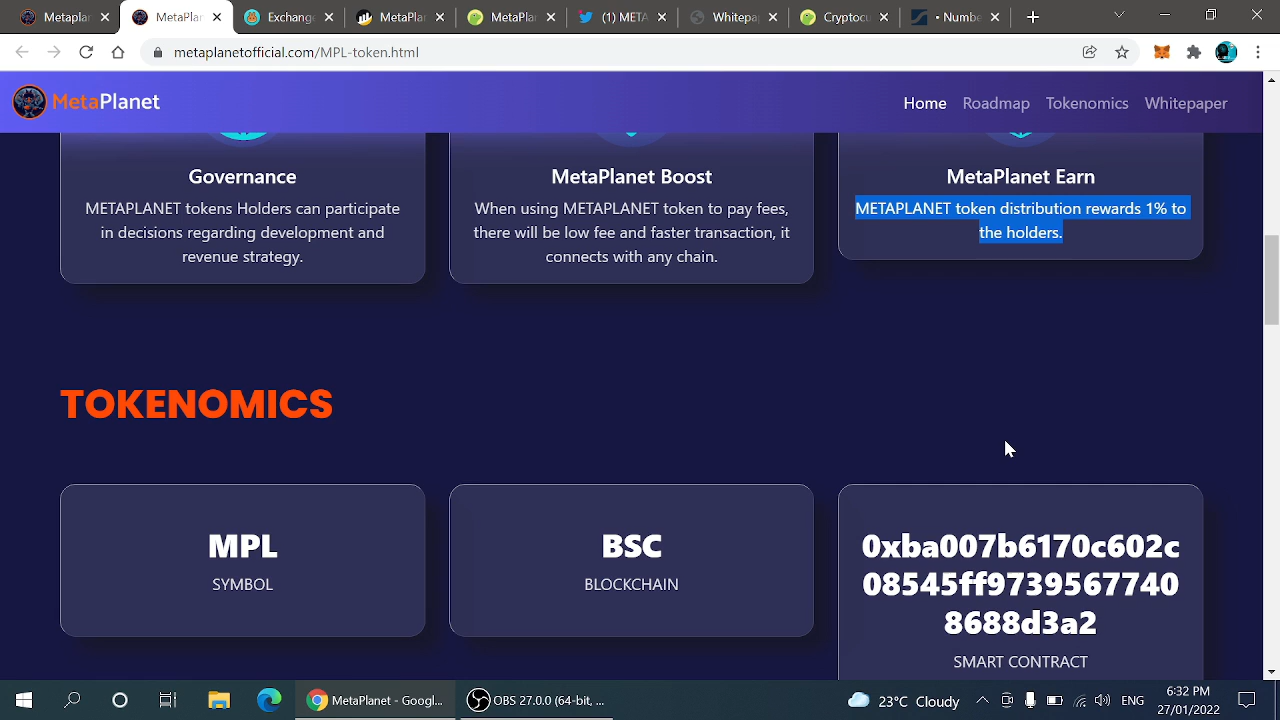 MetaPla
MetaPla
Exchang
MetaPla
MetaPlar
(1) META
Whitepa
Cryptocu
• Numbe
metaplanetofficial.com/MPL-token.html
MetaPlanet
Home
Roadmap
Tokenomics
Whitepaper
Governance
METAPLANET tokens Holders can participate
in decisions regarding development and
revenue strategy.
MetaPlanet Boost
When using METAPLANET token to pay fees,
there will be low fee and faster transaction, it
connects with any chain.
MetaPlanet Earn
METAPLANET token distribution rewards 1% to
the holders.
TOKENOMICS
MPL
SYMBOL
BSC
BLOCKCHAIN
0xba007b6170c602c
08545ff9739567740
8688d3a2
SMART CONTRACT
MetaPlanet - Googl...
OBS 27.0.0 (64-bit, ...
23°C Cloudy
ENG
6:32 PM
27/01/2022